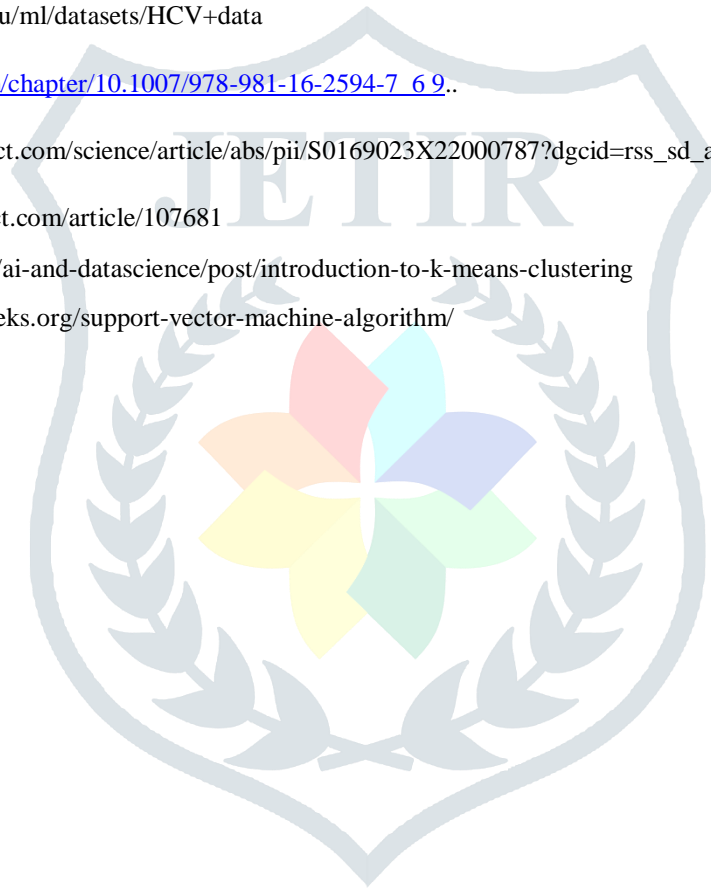 u/ml/datasets/HCV+data
/chapter/10.1007/978-981-16-2594-7_6 9..
ct.com/science/article/abs/pii/S0169023X22000787?dgcid=rss_sd_a
ct.com/article/107681
/ai-and-datascience/post/introduction-to-k-means-clustering
eks.org/support-vector-machine-algorithm/
JETIR